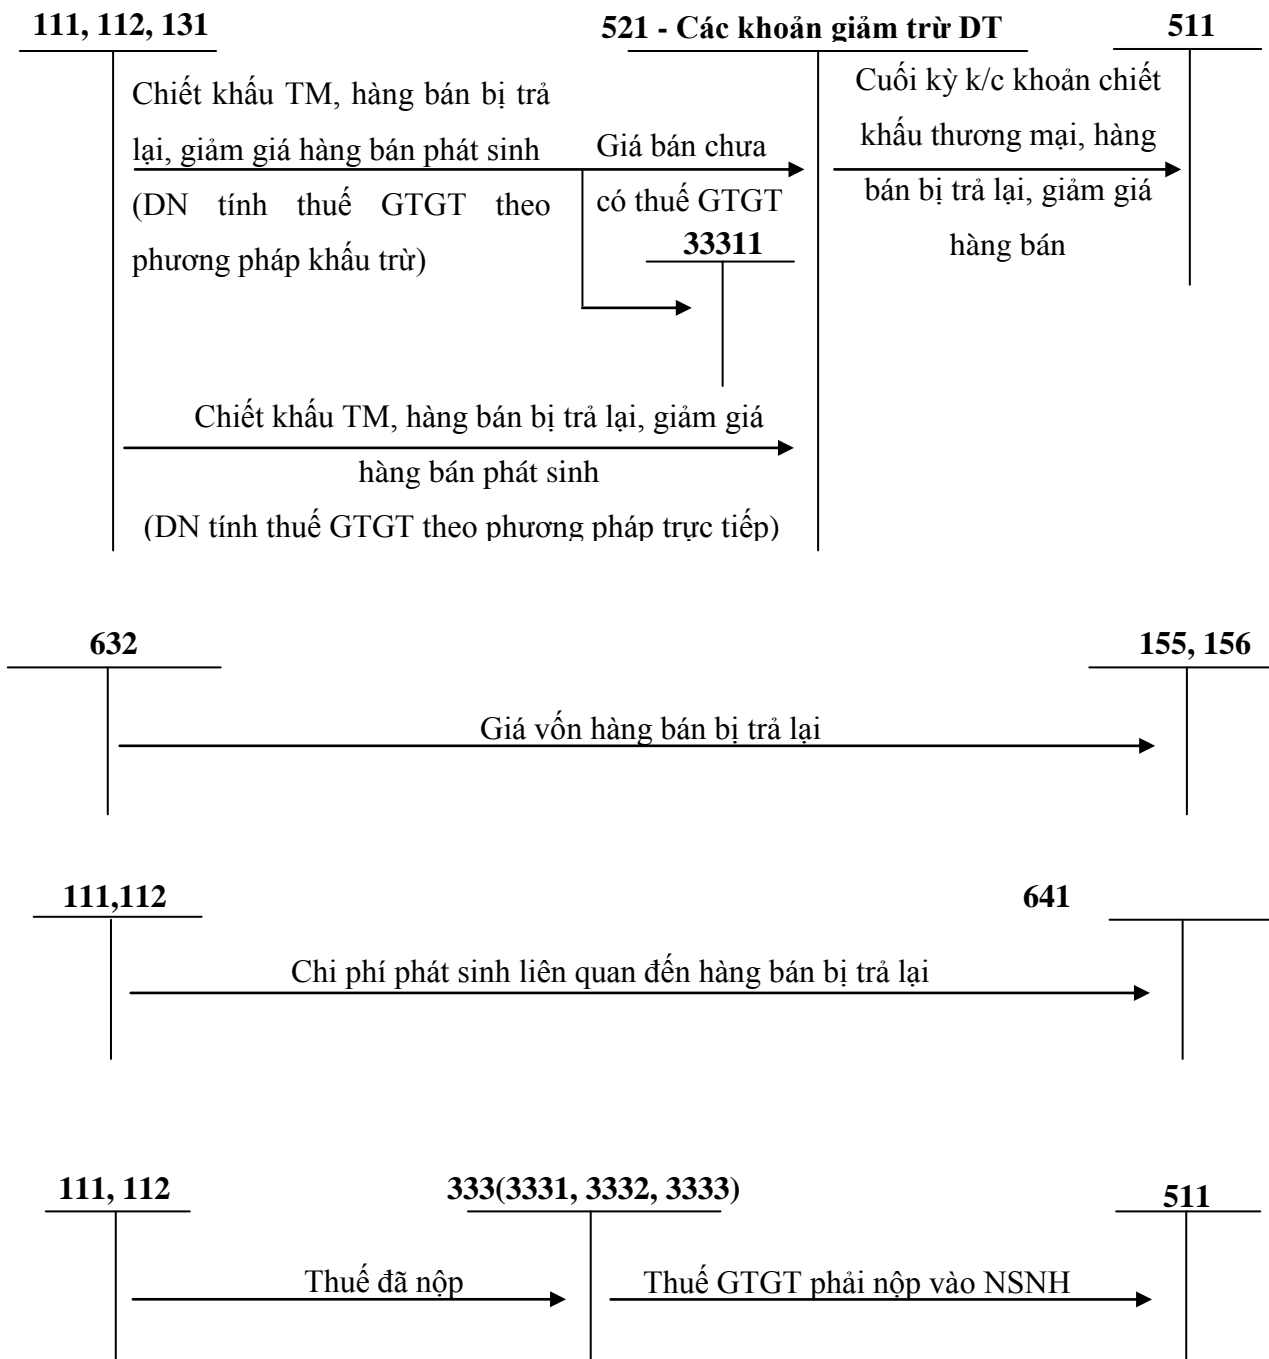 111, 112, 131
521 - Các khoản giảm trừ DT
511
Chiết khấu TM, hàng bán bị trả
lại, giảm giá hàng bán phát sinh
(DN tính thuế GTGT theo
phương pháp khấu trừ)
Giá bán chưa
có thuế GTGT
33311
Cuối kỳ k/c khoản chiết
khấu thương mại, hàng
bán bị trả lại, giảm giá
hàng bán
Chiết khấu TM, hàng bán bị trả lại, giảm giá
hàng bán phát sinh
(DN tính thuế GTGT theo phương pháp trực tiếp)
632
155, 156
Giá vốn hàng bán bị trả lại
111,112
641
Chi phí phát sinh liên quan đến hàng bán bị trả lại
111, 112
333(3331, 3332, 3333)
511
Thuế đã nộp
Thuế GTGT phải nộp vào NSNH